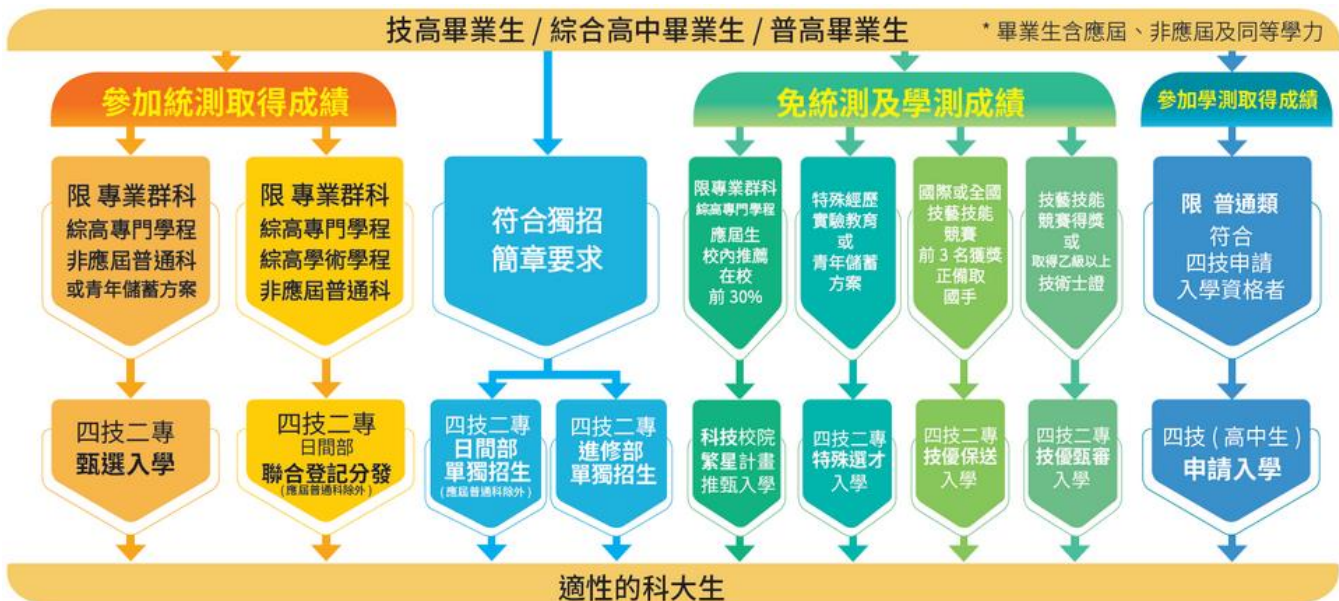 技高畢業生 / 綜合高中畢業生 / 普高畢業生
* 畢業生含應屆、非應屆及同等學力
參加統測取得成績
免統測及學測成績
參加學測取得成績
限 專業群科
綜高專門學程
非應屆普通科
或青年儲蓄方案
限 專業群科
綜高專門學程
綜高學術學程
非應屆普通科
符合獨招
簡章要求
限專業群科
綜高專門學程
應屆生
校內推薦
在校
前 30%
特殊經歷
實驗教育
或
青年儲蓄
方案
國際或全國
技藝技能
競賽
前 3 名獲獎
正備取
國手
技藝技能
競賽得獎
或
取得乙級以上
技術士證
限 普通類
符合
四技申請
入學資格者
四技二專
甄選入學
四技二專
日間部
聯合登記分發
(應屆普通科除外)
四技二專
日間部
單獨招生
(應屆普通科除外)
四技二專
進修部
單獨招生
科技校院
繁星計畫
推甄入學
四技二專
特殊選才
入學
四技二專
技優保送
入學
四技二專
技優甄審
入學
四技 ( 高中生 )
申請入學
適性的科大生